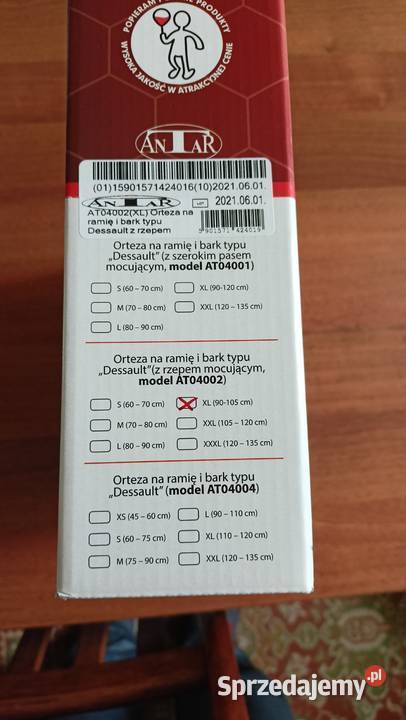 POPIERAM PRODUKTY
WYSOKA JAKOŚĆ W ATRAKCYJNEJ CENIE
ANTAR
(01)15901571424016(10)2021.06.01.
ANTAR LOT 2021.06.01.
AT04002(XL) Orteza na
ramię i bark typu
Dessault z rzepem
5 901571 424019
Orteza na ramię i bark typu
„Dessault" (z szerokim pasem
mocującym, model AT04001)
S (60 – 70 cm) XL (90-120 cm)
M (70 – 80 cm) XXL (120 – 135 cm)
L (80 – 90 cm)
Orteza na ramię i bark typu
„Dessault"(z rzepem mocującym,
model AT04002)
S (60 – 70 cm) XL (90-105 cm)
M (70 – 80 cm) XXL (105 – 120 cm)
L (80 – 90 cm) XXXL (120 – 135 cm)
Orteza na ramię i bark typu
„Dessault" (model AT04004)
XS (45 – 60 cm) L (90 – 110 cm)
S (60 – 75 cm) XL (110 – 120 cm)
M (75 – 90 cm) XXL (120 – 135 cm)
Sprzedajemy.pl